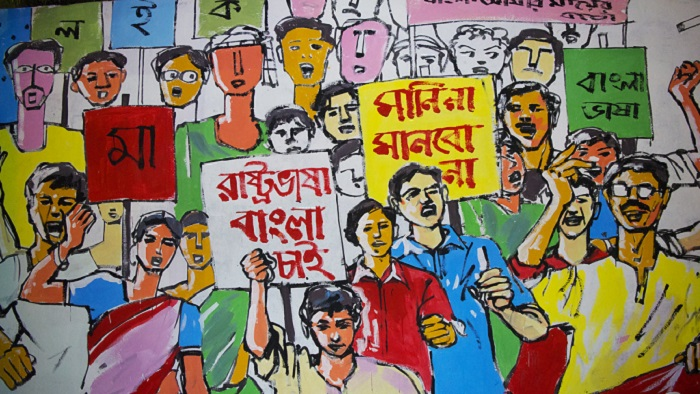 ল
ক
মা
রাষ্ট্রভাষা
বাংলা
চাই
মানিনা
মানবো
না
বাংলা
ভাষা